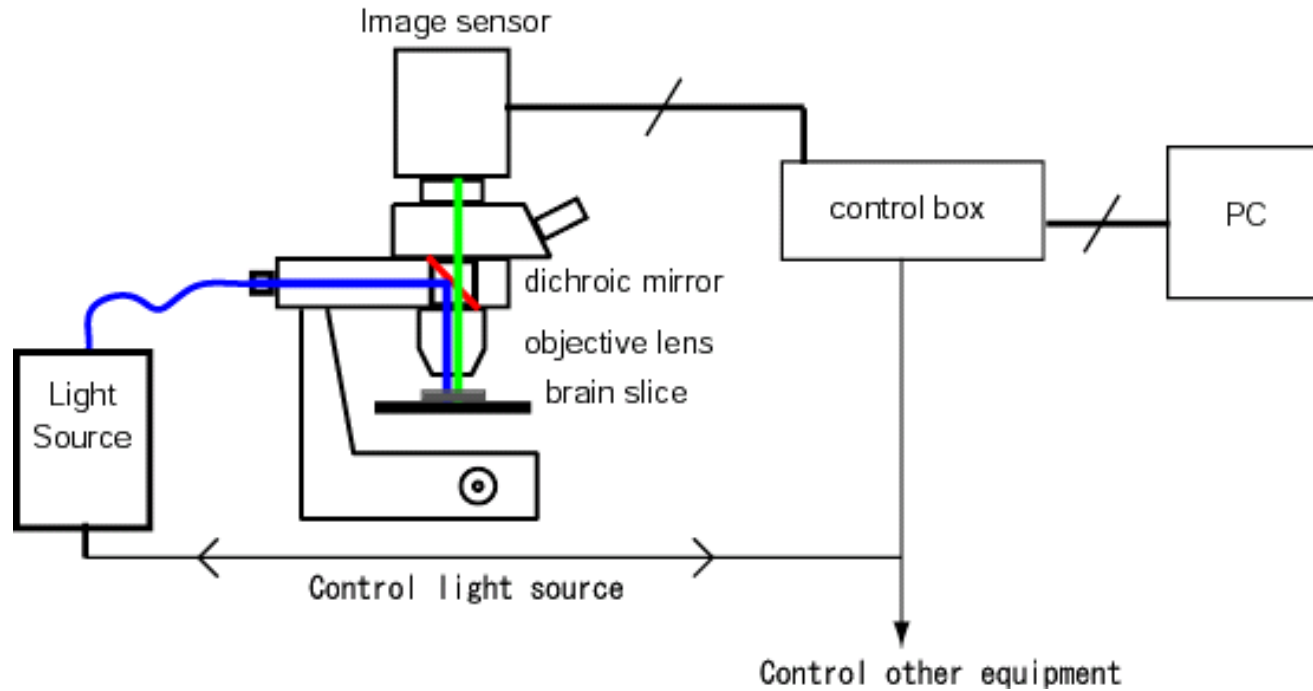 Image sensor
control box
PC
dichroic mirror
objective lens
brain slice
Light
Source
Control light source
Control other equipment